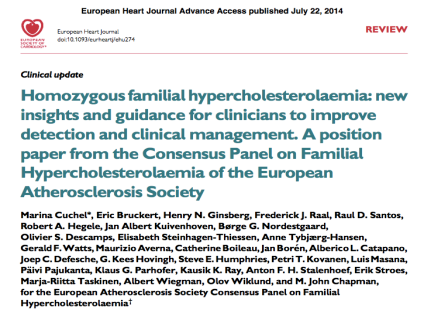 European Heart Journal Advance Access published July 22, 2014
EUROPEAN
SOCIETY OF
CARDIOLOGY
European Heart Journal
doi:10.1093/eurheartj/ehu274
REVIEW
Clinical update
Homozygous familial hypercholesterolaemia: new
insights and guidance for clinicians to improve
detection and clinical management. A position
paper from the Consensus Panel on Familial
Hypercholesterolaemia of the European
Atherosclerosis Society
Marina Cuchel*, Eric Bruckert, Henry N. Ginsberg, Frederick J. Raal, Raul D. Santos,
Robert A. Hegele, Jan Albert Kuivenhoven, Børge G. Nordestgaard,
Olivier S. Descamps, Elisabeth Steinhagen-Thiessen, Anne Tybjærg-Hansen,
Gerald F. Watts, Maurizio Averna, Catherine Boileau, Jan Borén, Alberico L. Catapano,
Joep C. Defesche, G. Kees Hovingh, Steve E. Humphries, Petri T. Kovanen, Luis Masana,
Päivi Pajukanta, Klaus G. Parhofer, Kausik K. Ray, Anton F. H. Stalenhoef, Erik Stroes,
Marja-Riitta Taskinen, Albert Wiegman, Olov Wiklund, and M. John Chapman,
for the European Atherosclerosis Society Consensus Panel on Familial
Hypercholesterolaemia†